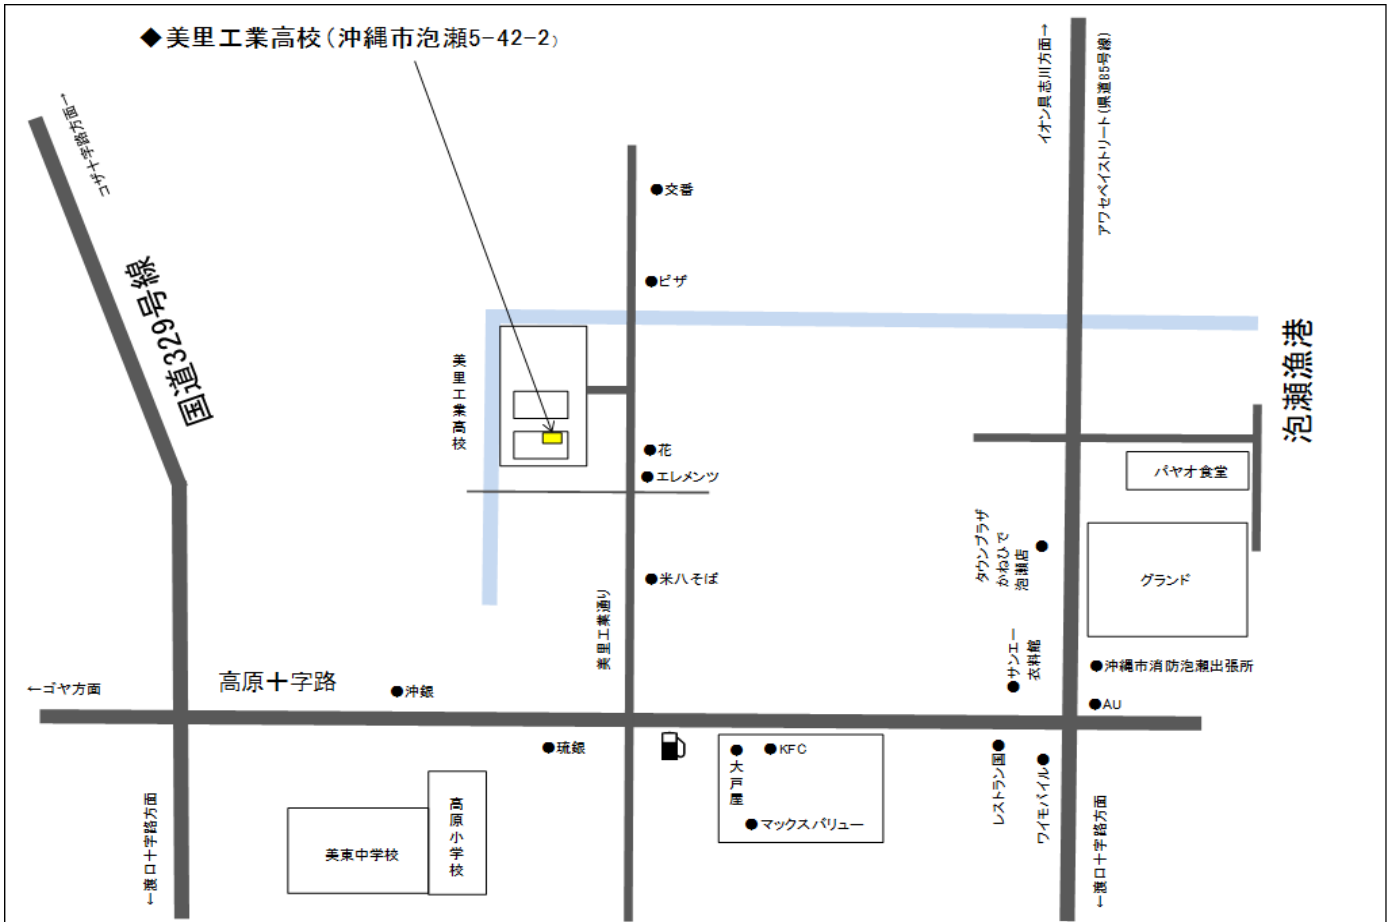 ◆美里工業高校(沖縄市泡瀬5-42-2)
コザ十字路方面→
国道329号線
イオン具志川方面→
アワセベイストリート(県道85号線)
●交番
●ピザ
美里工業高校
泡瀬漁港
●花
●エレメンツ
パヤオ食堂
タウンプラザ
かねひで
泡瀬店
●
グランド
●米八そば
美里工業通り
●サンエー
衣料館
●沖縄市消防泡瀬出張所
←ゴヤ方面
高原十字路
●沖銀
●AU
●琉銀
●大戸屋
●KFC
●マックスバリュー
レストラン国●
ワイモバイル●
←渡口十字路方面
美東中学校
高原小学校
←渡口十字路方面